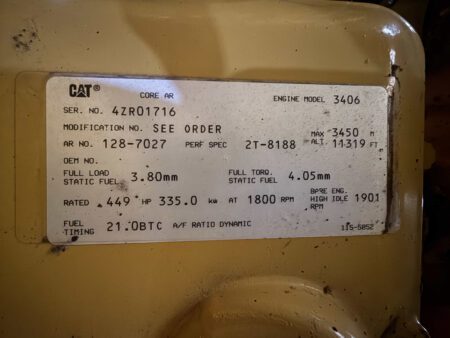 CAT® CORE AR ENGINE MODEL 3406
SER. NO. 4ZR01716
MODIFICATION NO. SEE ORDER MAX 3450 M
AR NO. 128-7027 PERF SPEC 2T-8188 ALT. 11319 FT
OEM NO.
FULL LOAD STATIC FUEL 3.80mm FULL TORQ. STATIC FUEL 4.05mm
RATED 449 HP 335.0 kw AT 1800 RPM BARE ENG. HIGH IDLE RPM 1901
FUEL TIMING 21.0BTC A/F RATIO DYNAMIC
115-5852